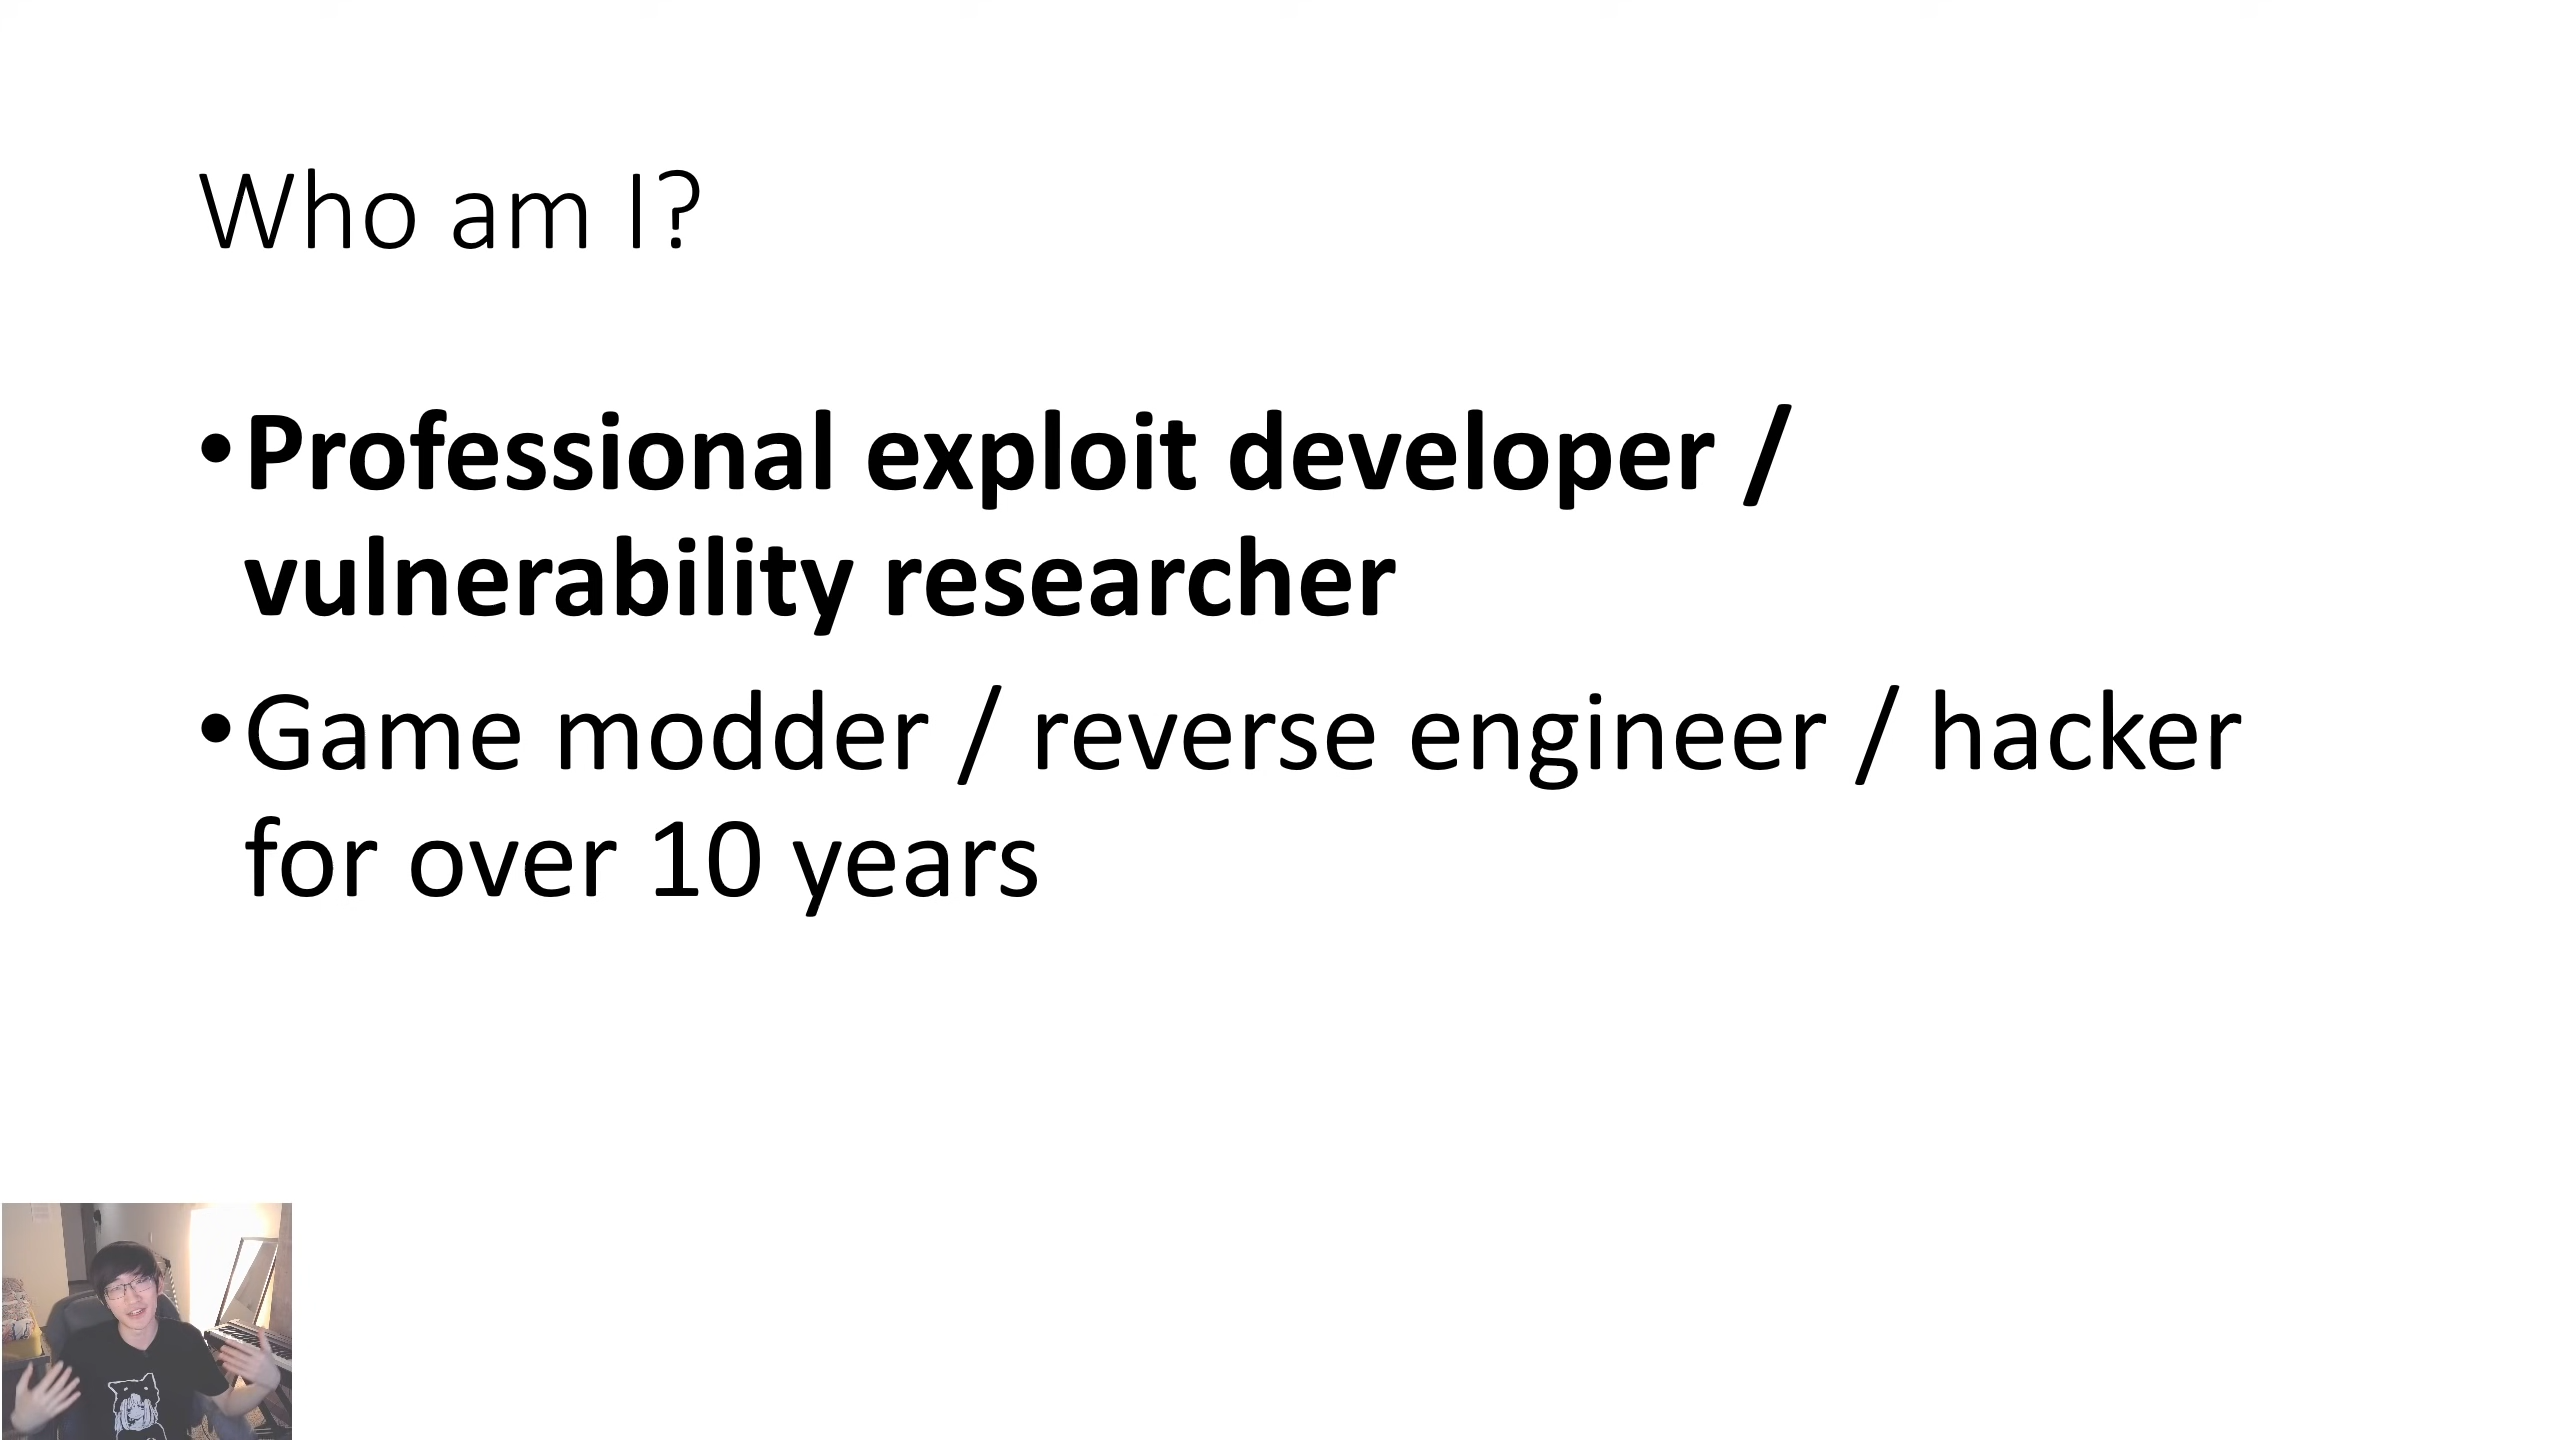 Who am I?
•Professional exploit developer /
vulnerability researcher
•Game modder / reverse engineer / hacker
for over 10 years